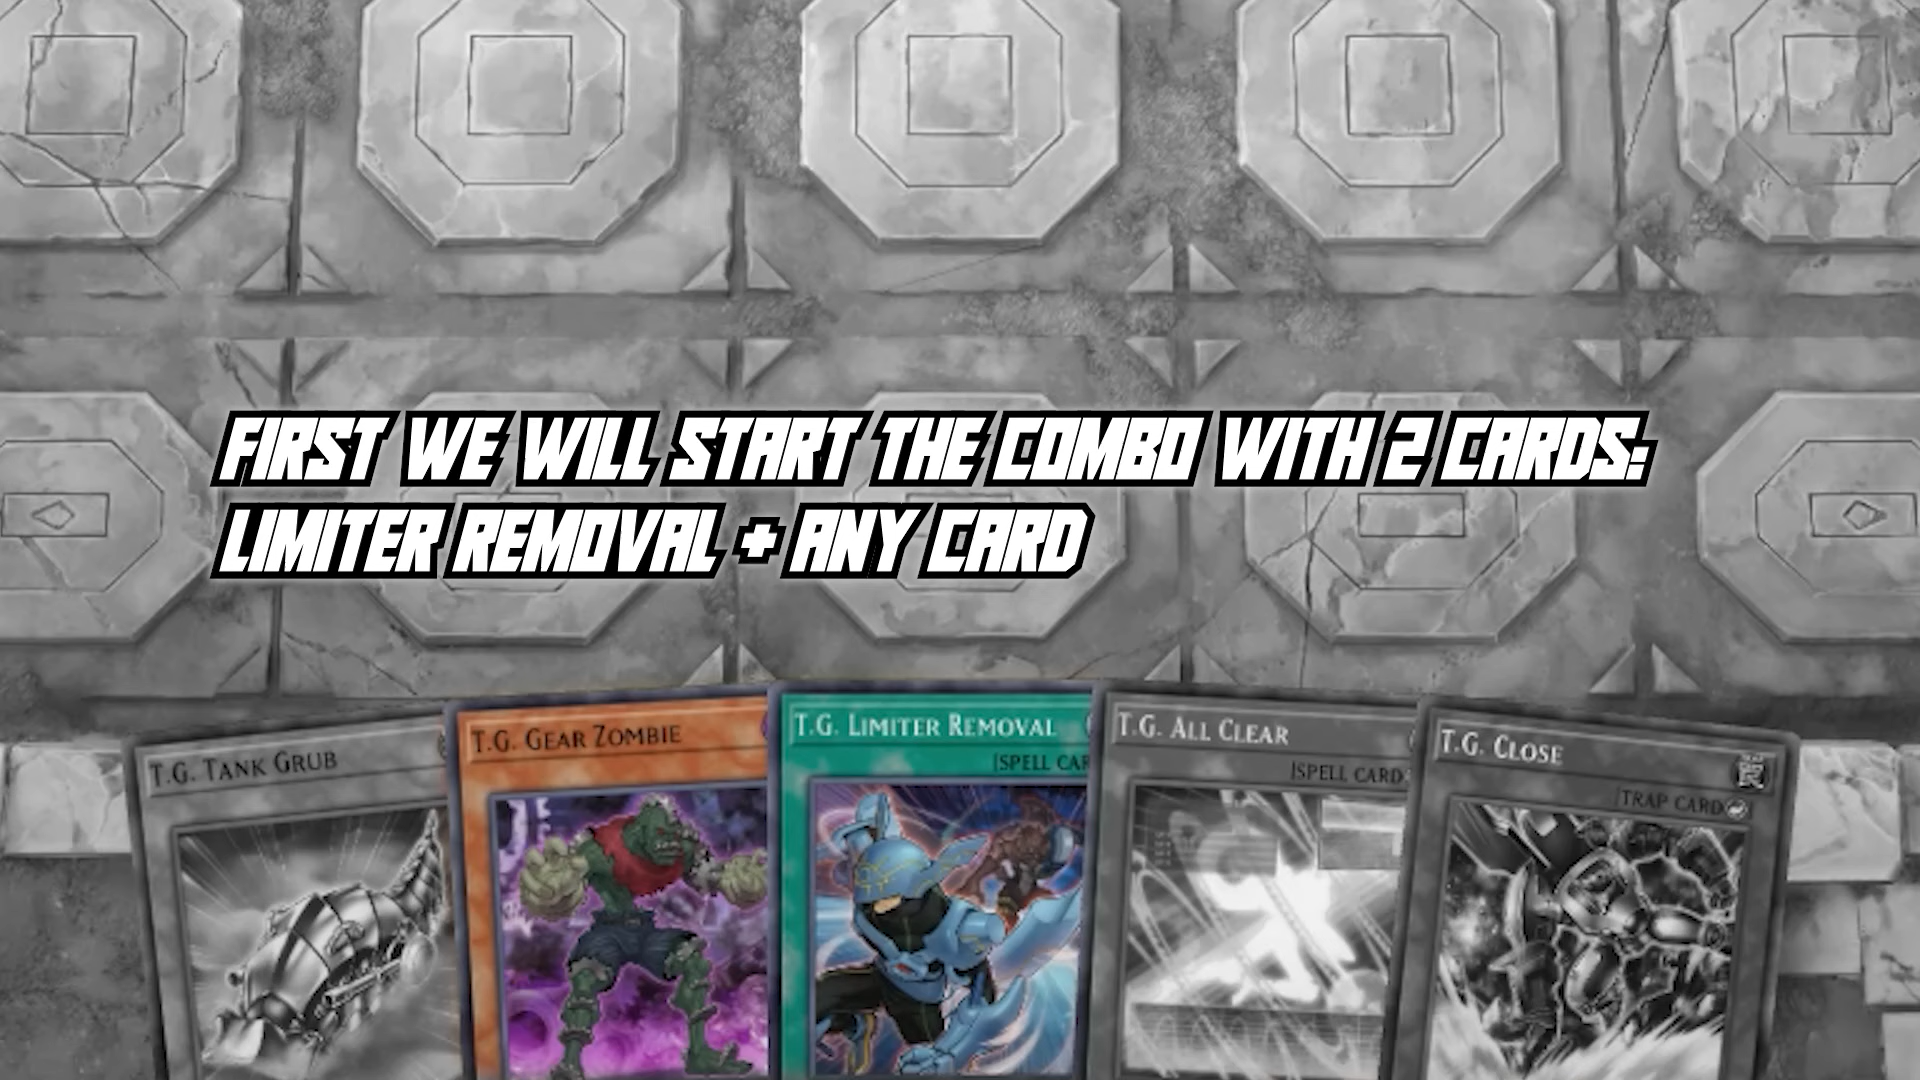 FIRST WE WILL START THE COMBO WITH 2 CARDS:
LIMITER REMOVAL + ANY CARD
T.G. TANK GRUB
T.G. GEAR ZOMBIE
T.G. LIMITER REMOVAL
[SPELL CAR
T.G. ALL CLEAR
[SPELL CARD
T.G. CLOSE
[TRAP CARD